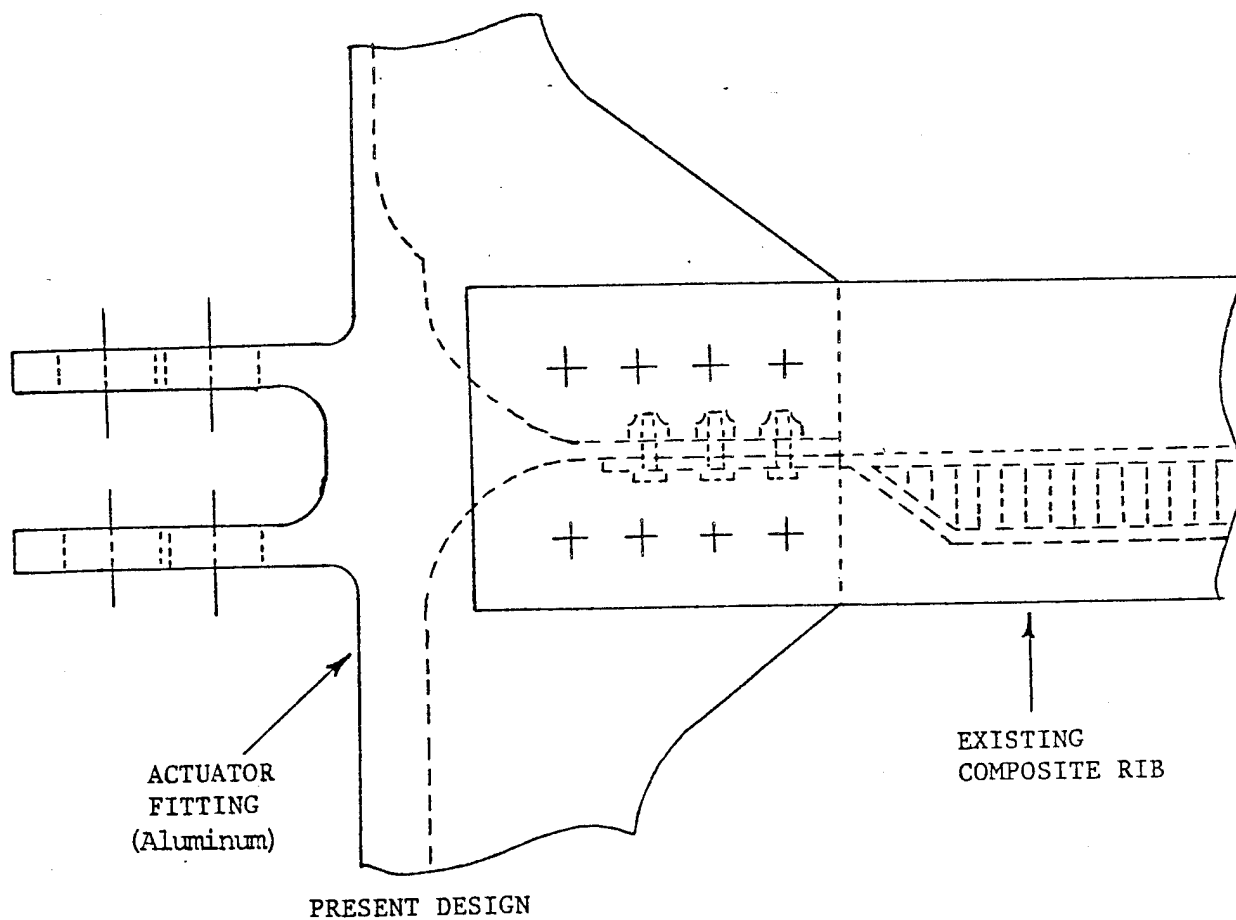 ACTUATOR
FITTING
(Aluminum)
EXISTING
COMPOSITE RIB
PRESENT DESIGN